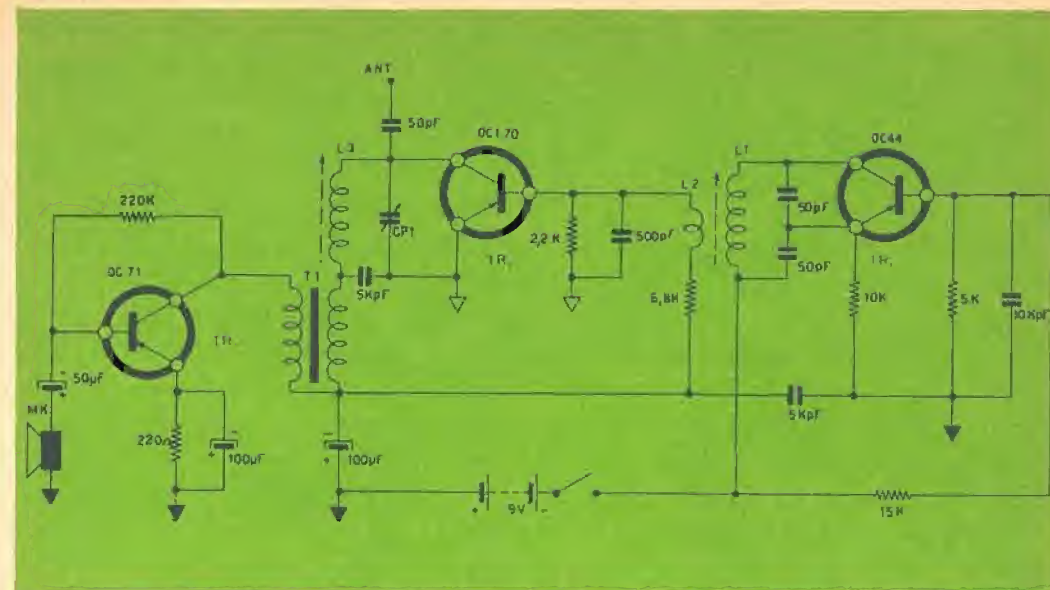 ANT
50pF
OC170
OC44
L3
L1
220K
L2
50pF
CP1
2,2K
500pF
OC71
T1
TR.
5KpF
50pF
TR.
TR.
6,8K
10K
5K
10KpF
50µF
MK
5KpF
220Ω
100µF
100µF
9V
15K